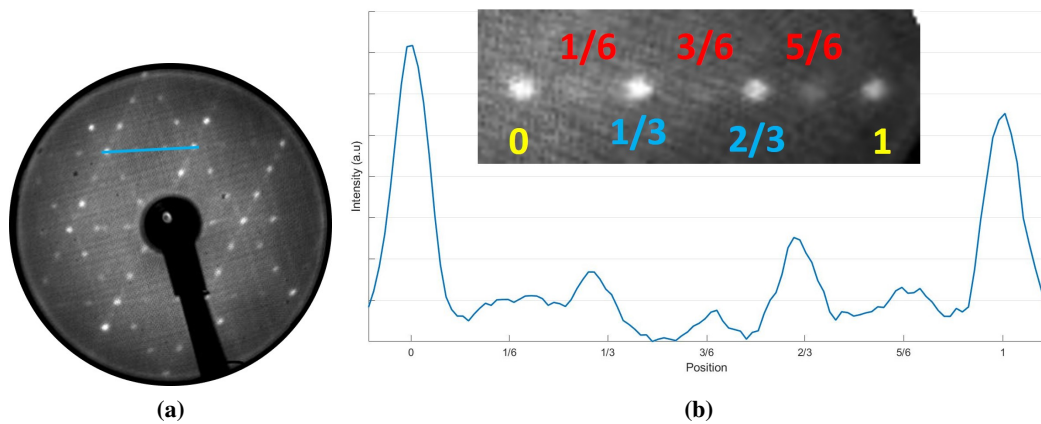 1/6 3/6 5/6
0 1/3 2/3 1
Intensity (a.u)
0 1/6 1/3 3/6 2/3 5/6 1
Position
(a) (b)